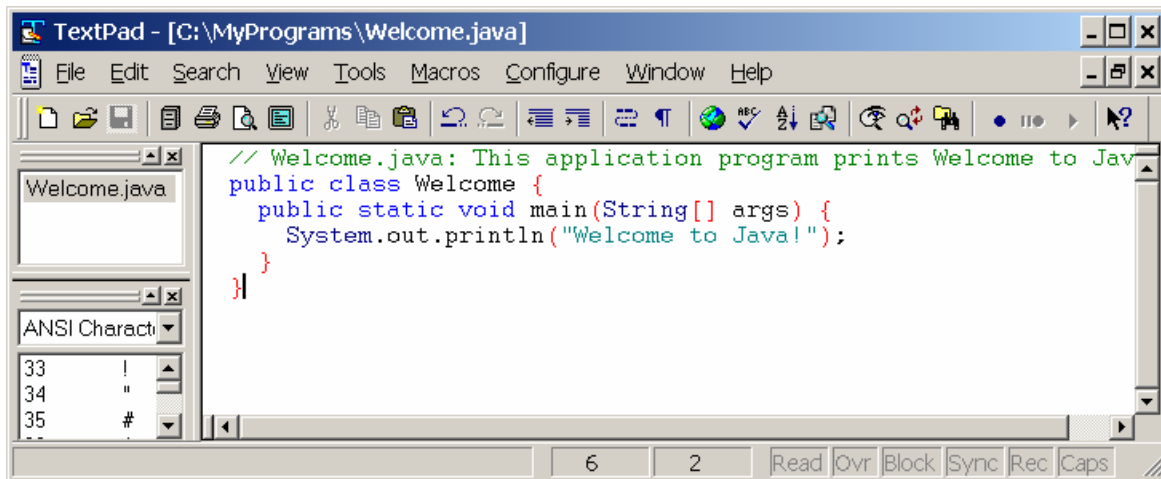 TextPad - [C:\MyPrograms\Welcome.java]
File Edit Search View Tools Macros Configure Window Help
Welcome.java
// Welcome.java: This application program prints Welcome to Jav
public class Welcome {
public static void main(String[] args) {
System.out.println("Welcome to Java!");
}
}
ANSI Characte
33 !
34 "
35 #
6 2 Read Ovr Block Sync Rec Caps